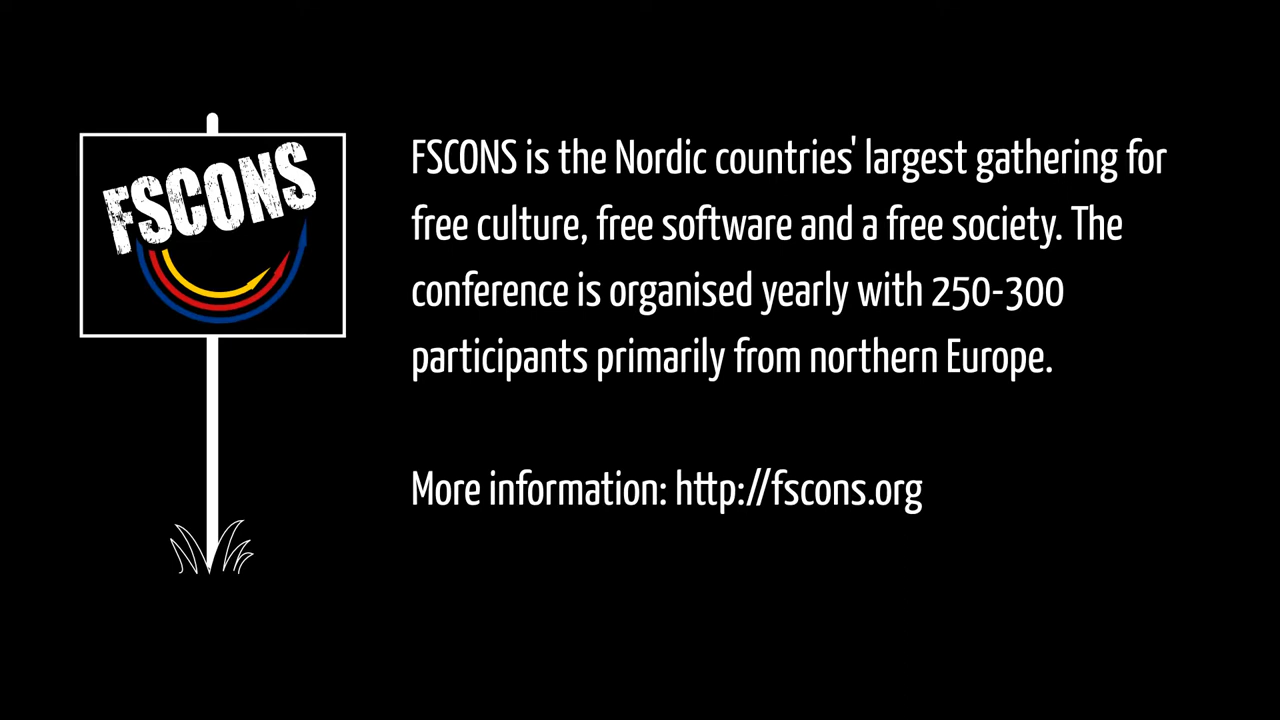 FSCONS
FSCONS is the Nordic countries' largest gathering for
free culture, free software and a free society. The
conference is organised yearly with 250-300
participants primarily from northern Europe.
More information: http://fscons.org